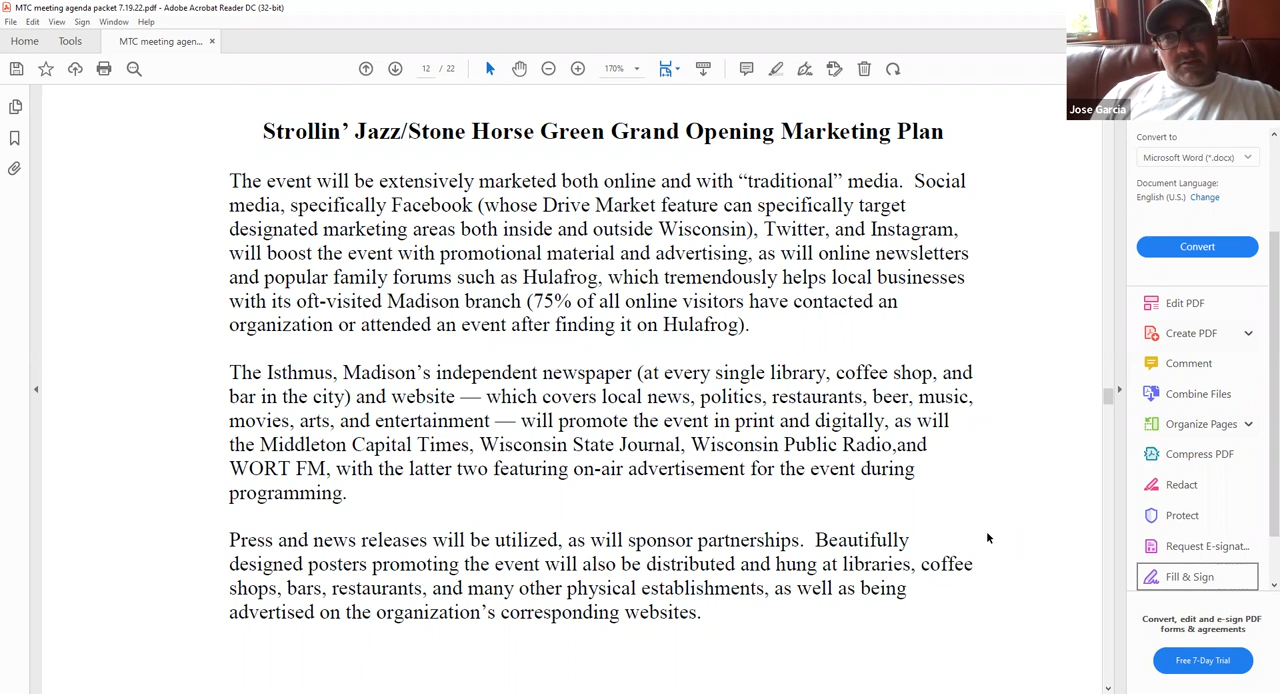 MTC meeting agenda packet 7.19.22.pdf - Adobe Acrobat Reader DC (32-bit)
File Edit View Sign Window Help
Home Tools MTC meeting agen... ×
12 / 22 170%
Jose Garcia
Strollin’ Jazz/Stone Horse Green Grand Opening Marketing Plan
The event will be extensively marketed both online and with “traditional” media.  Social
media, specifically Facebook (whose Drive Market feature can specifically target
designated marketing areas both inside and outside Wisconsin), Twitter, and Instagram,
will boost the event with promotional material and advertising, as will online newsletters
and popular family forums such as Hulafrog, which tremendously helps local businesses
with its oft-visited Madison branch (75% of all online visitors have contacted an
organization or attended an event after finding it on Hulafrog).
The Isthmus, Madison’s independent newspaper (at every single library, coffee shop, and
bar in the city) and website — which covers local news, politics, restaurants, beer, music,
movies, arts, and entertainment — will promote the event in print and digitally, as will
the Middleton Capital Times, Wisconsin State Journal, Wisconsin Public Radio,and
WORT FM, with the latter two featuring on-air advertisement for the event during
programming.
Press and news releases will be utilized, as will sponsor partnerships.  Beautifully
designed posters promoting the event will also be distributed and hung at libraries, coffee
shops, bars, restaurants, and many other physical establishments, as well as being
advertised on the organization’s corresponding websites.
Convert to
Microsoft Word (*.docx)
Document Language:
English (U.S.) Change
Convert
Edit PDF
Create PDF
Comment
Combine Files
Organize Pages
Compress PDF
Redact
Protect
Request E-signat...
Fill & Sign
Convert, edit and e-sign PDF
forms & agreements
Free 7-Day Trial